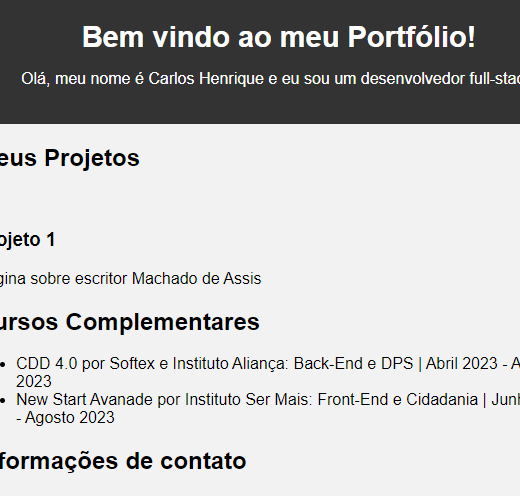 Bem vindo ao meu Portfólio!
Olá, meu nome é Carlos Henrique e eu sou um desenvolvedor full-stac
eus Projetos
ojeto 1
gina sobre escritor Machado de Assis
ursos Complementares
CDD 4.0 por Softex e Instituto Aliança: Back-End e DPS | Abril 2023 - A
2023
New Start Avanade por Instituto Ser Mais: Front-End e Cidadania | Junh
- Agosto 2023
formações de contato